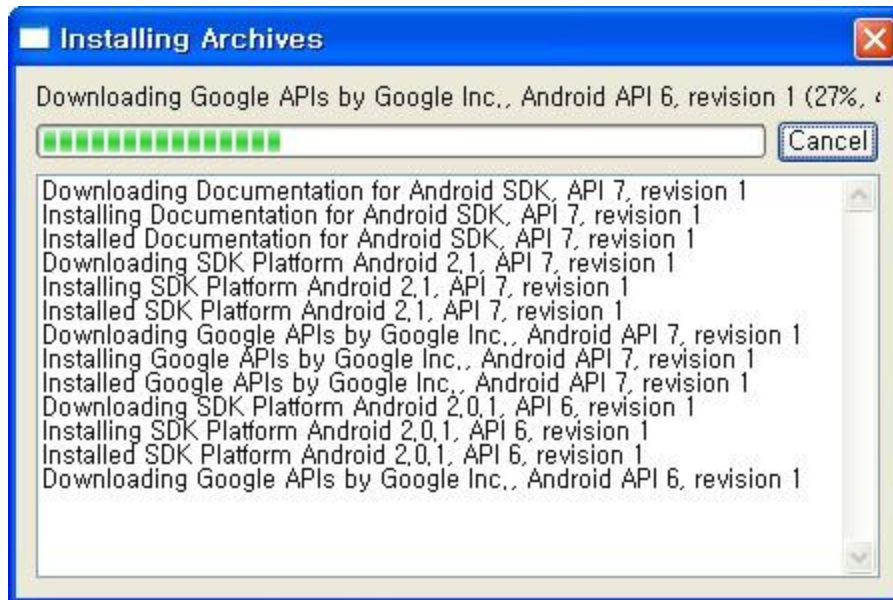 Installing Archives
Downloading Google APIs by Google Inc., Android API 6, revision 1 (27%,
Cancel
Downloading Documentation for Android SDK, API 7, revision 1
Installing Documentation for Android SDK, API 7, revision 1
Installed Documentation for Android SDK, API 7, revision 1
Downloading SDK Platform Android 2.1, API 7, revision 1
Installing SDK Platform Android 2.1, API 7, revision 1
Installed SDK Platform Android 2.1, API 7, revision 1
Downloading Google APIs by Google Inc., Android API 7, revision 1
Installing Google APIs by Google Inc., Android API 7, revision 1
Installed Google APIs by Google Inc., Android API 7, revision 1
Downloading SDK Platform Android 2.0.1, API 6, revision 1
Installing SDK Platform Android 2.0.1, API 6, revision 1
Installed SDK Platform Android 2.0.1, API 6, revision 1
Downloading Google APIs by Google Inc., Android API 6, revision 1